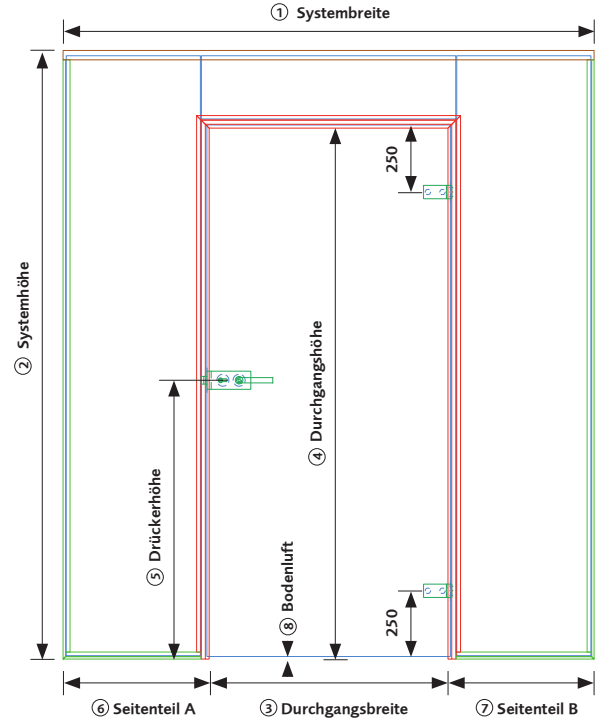 ① Systembreite
250
② Systemhöhe
④ Durchgangshöhe
⑤ Drückerhöhe
⑧ Bodenluft
250
⑥ Seitenteil A
③ Durchgangsbreite
⑦ Seitenteil B